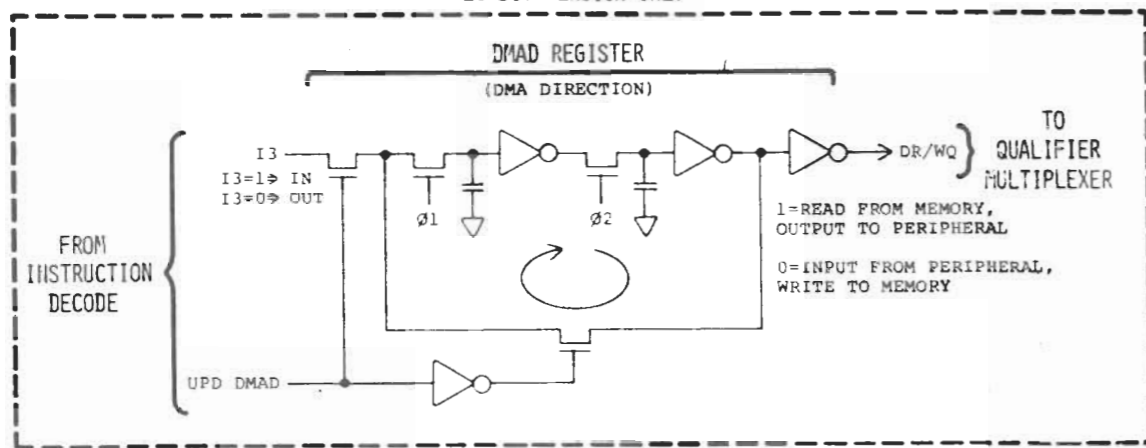 DMAD REGISTER
(DMA DIRECTION)
I3
I3=1⇒ IN
I3=0⇒ OUT
Ø1
Ø2
DR/WQ
TO
QUALIFIER
MULTIPLEXER
1=READ FROM MEMORY,
OUTPUT TO PERIPHERAL
0=INPUT FROM PERIPHERAL,
WRITE TO MEMORY
FROM
INSTRUCTION
DECODE
UPD DMAD